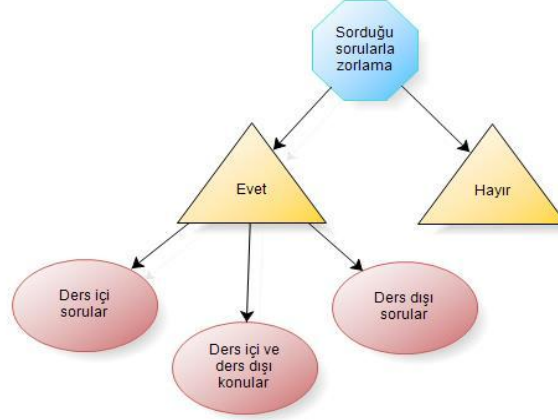 Sorduğu
sorularla
zorlama
Evet
Hayır
Ders içi
sorular
Ders içi ve
ders dışı
konular
Ders dışı
sorular